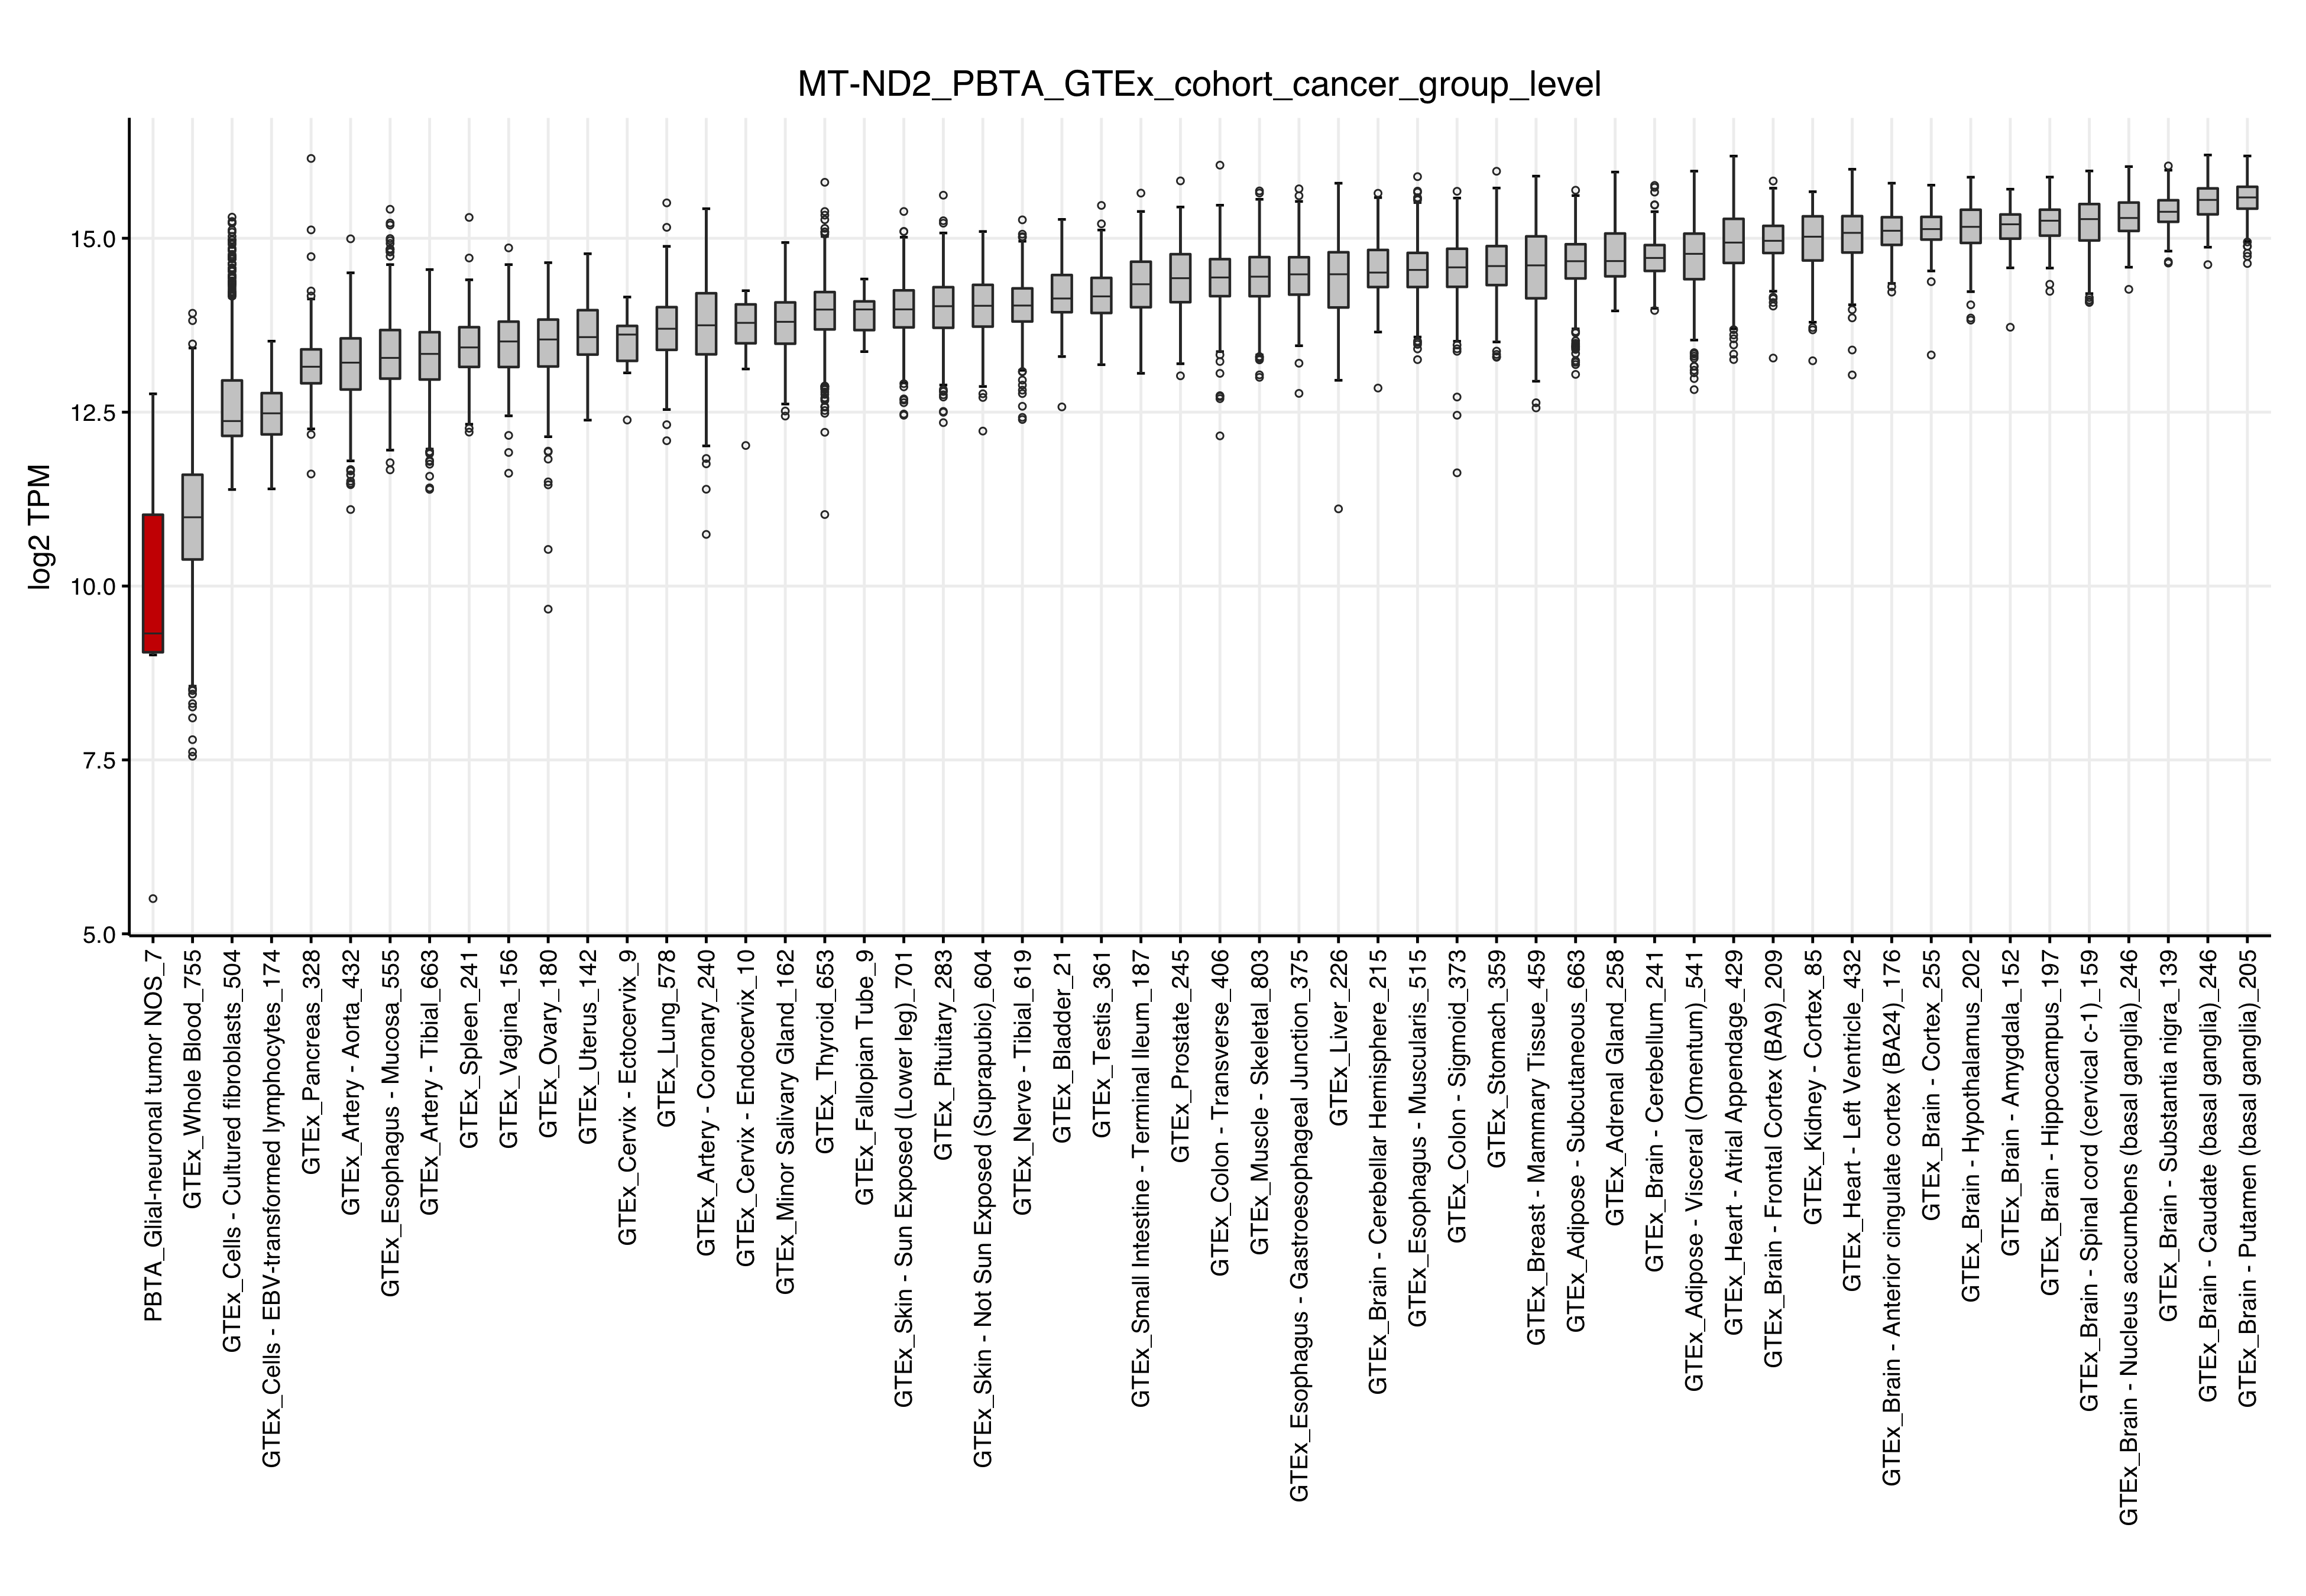 MT-ND2_PBTA_GTEx_cohort_cancer_group_level
log2 TPM
15.0
12.5
10.0
7.5
5.0
PBTA_Glial-neuronal tumor NOS_7
GTEx_Whole Blood_755
GTEx_Cells - Cultured fibroblasts_504
GTEx_Cells - EBV-transformed lymphocytes_174
GTEx_Pancreas_328
GTEx_Artery - Aorta_432
GTEx_Esophagus - Mucosa_555
GTEx_Artery - Tibial_663
GTEx_Spleen_241
GTEx_Vagina_156
GTEx_Ovary_180
GTEx_Uterus_142
GTEx_Cervix - Ectocervix_9
GTEx_Lung_578
GTEx_Artery - Coronary_240
GTEx_Cervix - Endocervix_10
GTEx_Minor Salivary Gland_162
GTEx_Thyroid_653
GTEx_Fallopian Tube_9
GTEx_Skin - Sun Exposed (Lower leg)_701
GTEx_Pituitary_283
GTEx_Skin - Not Sun Exposed (Suprapubic)_604
GTEx_Nerve - Tibial_619
GTEx_Bladder_21
GTEx_Testis_361
GTEx_Small Intestine - Terminal Ileum_187
GTEx_Prostate_245
GTEx_Colon - Transverse_406
GTEx_Muscle - Skeletal_803
GTEx_Esophagus - Gastroesophageal Junction_375
GTEx_Liver_226
GTEx_Brain - Cerebellar Hemisphere_215
GTEx_Esophagus - Muscularis_515
GTEx_Colon - Sigmoid_373
GTEx_Stomach_359
GTEx_Breast - Mammary Tissue_459
GTEx_Adipose - Subcutaneous_663
GTEx_Adrenal Gland_258
GTEx_Brain - Cerebellum_241
GTEx_Adipose - Visceral (Omentum)_541
GTEx_Heart - Atrial Appendage_429
GTEx_Brain - Frontal Cortex (BA9)_209
GTEx_Kidney - Cortex_85
GTEx_Heart - Left Ventricle_432
GTEx_Brain - Anterior cingulate cortex (BA24)_176
GTEx_Brain - Cortex_255
GTEx_Brain - Hypothalamus_202
GTEx_Brain - Amygdala_152
GTEx_Brain - Hippocampus_197
GTEx_Brain - Spinal cord (cervical c-1)_159
GTEx_Brain - Nucleus accumbens (basal ganglia)_246
GTEx_Brain - Substantia nigra_139
GTEx_Brain - Caudate (basal ganglia)_246
GTEx_Brain - Putamen (basal ganglia)_205